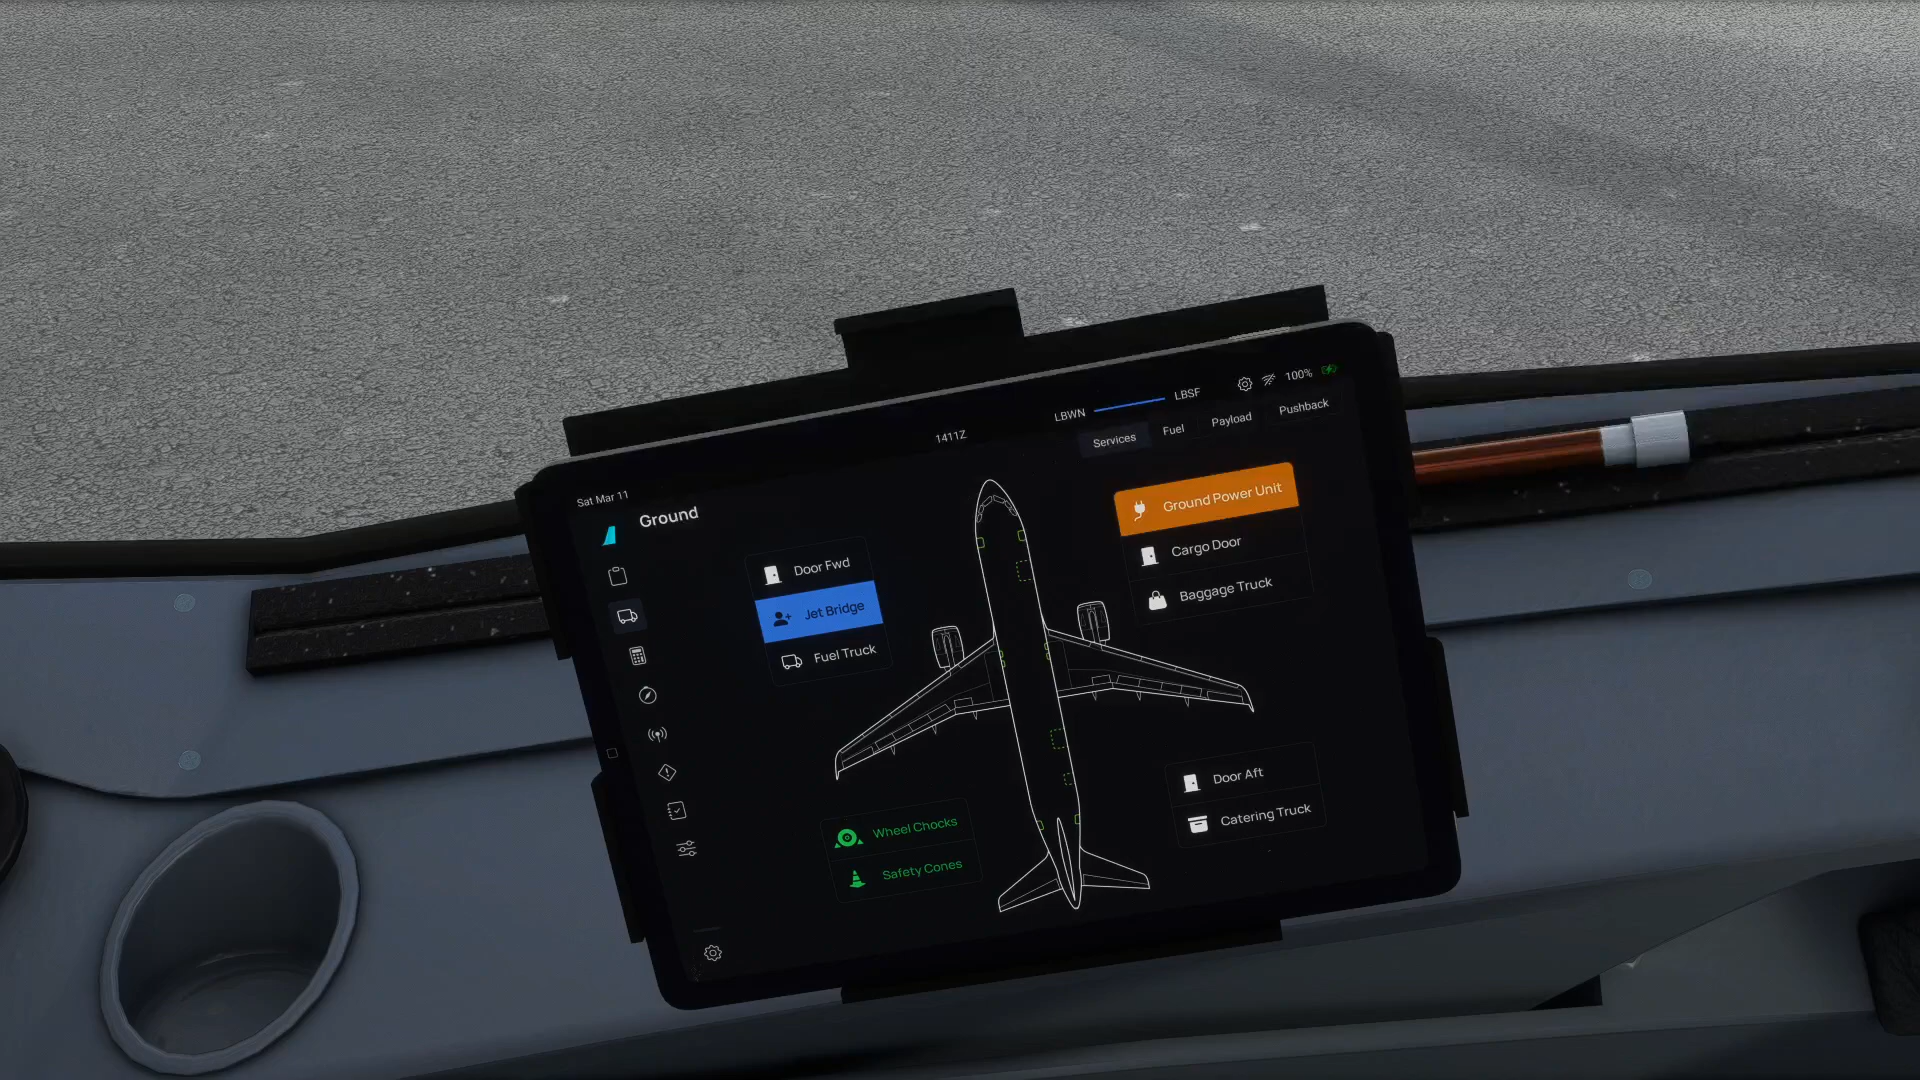 LBWN LBSF 100%
1411Z
Services Fuel Payload Pushback
Sat Mar 11
Ground
Door Fwd
Jet Bridge
Fuel Truck
Ground Power Unit
Cargo Door
Baggage Truck
Wheel Chocks
Safety Cones
Door Aft
Catering Truck